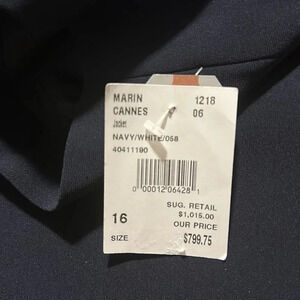 MARIN 1218
CANNES 06
Jacket
NAVY/WHITE/058
40411190
0 00012 06428 1
SUG. RETAIL
16 $1,015.00
OUR PRICE
SIZE $799.75